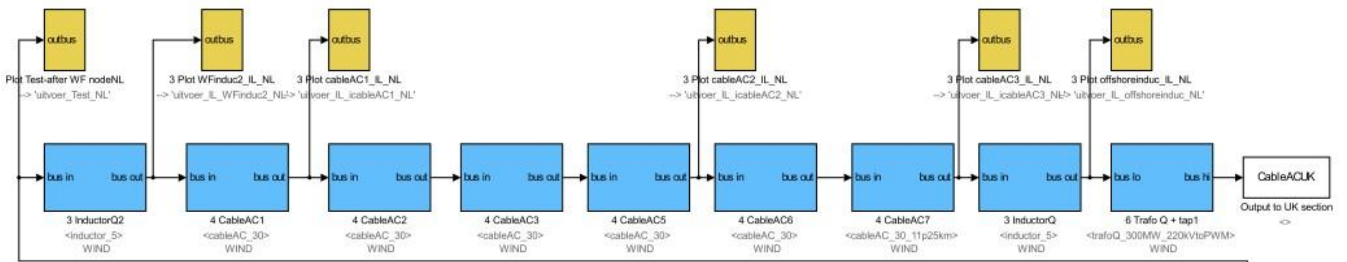 outbus outbus outbus outbus outbus outbus
Plot Test-after WF nodeNL 3 Plot WFinduc2_IL_NL 3 Plot cableAC1_IL_NL 3 Plot cableAC2_IL_NL 3 Plot cableAC3_IL_NL 3 Plot offshoreinduc_IL_NL
--> 'uitvoer_Test_NL' --> 'uitvoer_IL_WFinduc2_NL' --> 'uitvoer_IL_icableAC1_NL' --> 'uitvoer_IL_icableAC2_NL' --> 'uitvoer_IL_icableAC3_NL' --> 'uitvoer_IL_offshoreinduc_NL'
bus in bus out bus in bus out bus in bus out bus in bus out bus in bus out bus in bus out bus in bus out bus in bus out bus lo bus hi CableACUK
3 InductorQ2 4 CableAC1 4 CableAC2 4 CableAC3 4 CableAC5 4 CableAC6 4 CableAC7 3 InductorQ 6 Trafo Q + tap1 Output to UK section
<inductor_5> <cableAC_30> <cableAC_30> <cableAC_30> <cableAC_30> <cableAC_30> <cableAC_30_11p25km> <inductor_5> <trafoQ_300MW_220kVtoPWM> <>
WIND WIND WIND WIND WIND WIND WIND WIND WIND